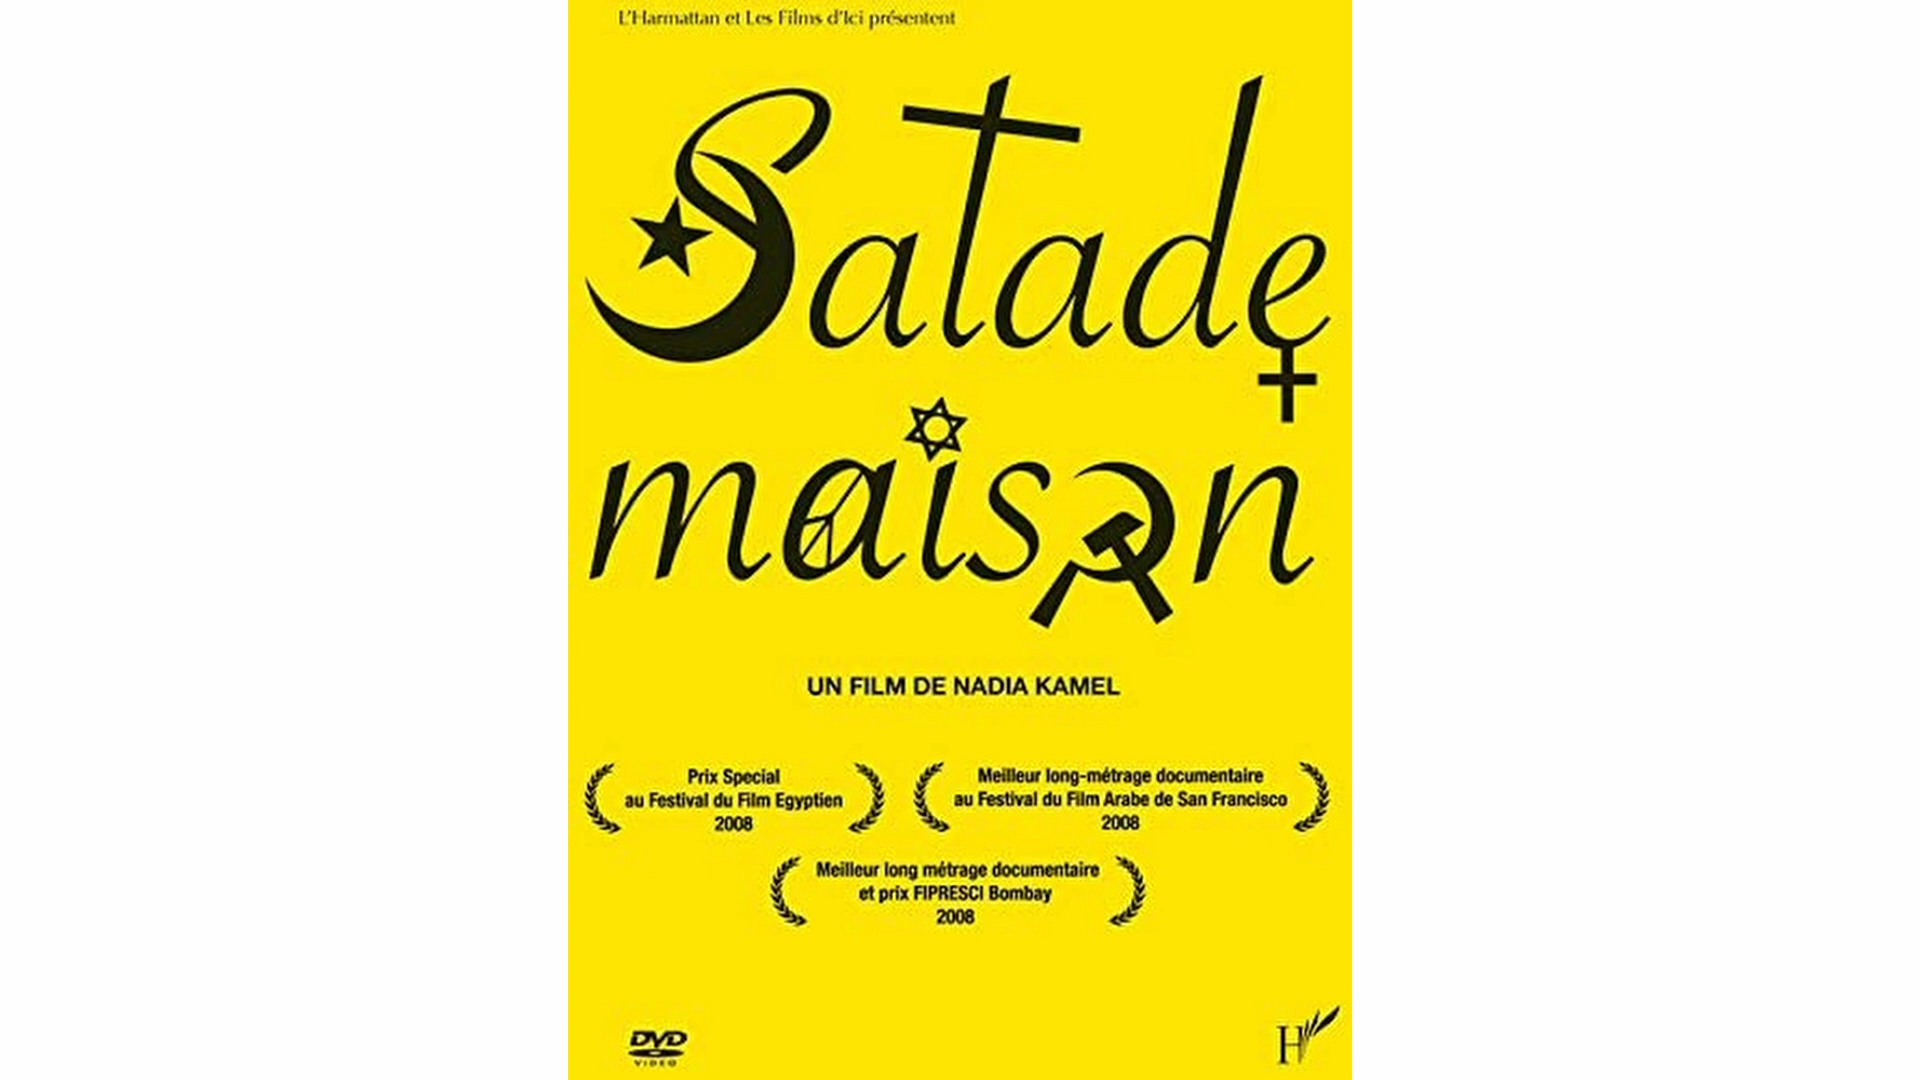 L'Harmattan et Les Films d'Ici présentent
Salade
maison
UN FILM DE NADIA KAMEL
Prix Special
au Festival du Film Egyptien
2008
Meilleur long-métrage documentaire
au Festival du Film Arabe de San Francisco
2008
Meilleur long métrage documentaire
et prix FIPRESCI Bombay
2008
DVD
VIDEO
H